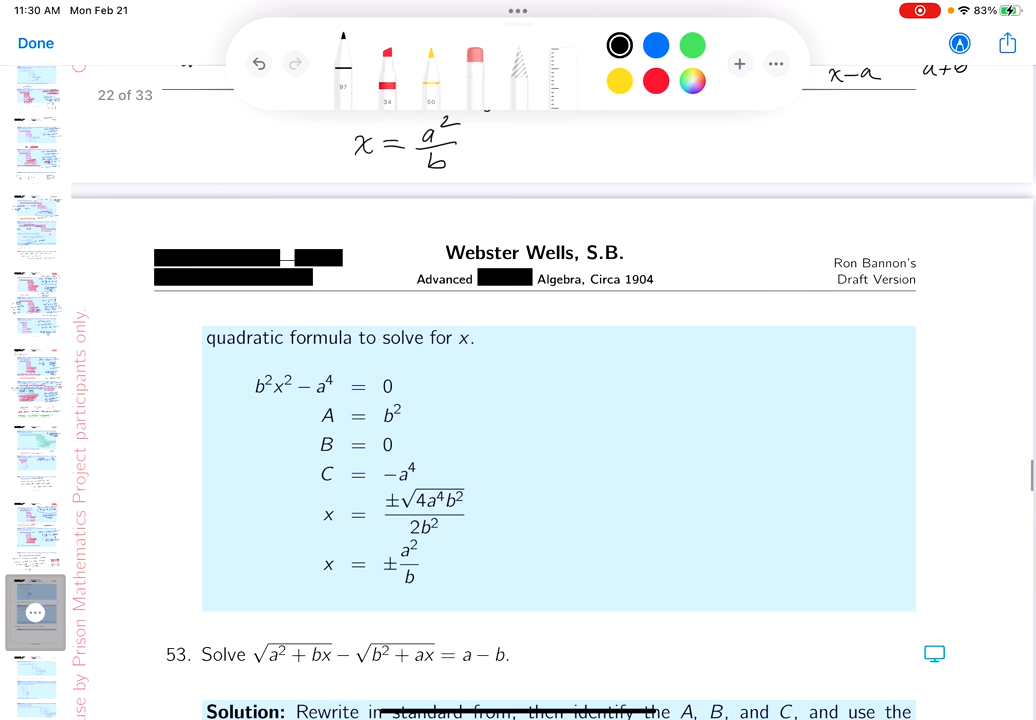 11:30 AM Mon Feb 21
83%
Done
97
34
50
22 of 33
x-a
a+b
x = a²/b
Webster Wells, S.B.
Advanced
Algebra, Circa 1904
Ron Bannon's
Draft Version
quadratic formula to solve for x.
b²x² − a⁴ = 0
A = b²
B = 0
C = −a⁴
x = ±√4a⁴b² / 2b²
x = ± a²/b
53. Solve √a² + bx − √b² + ax = a − b.
Solution: Rewrite in standard from, then identify the A, B, and C, and use the
use by Prison Mathematics Project participants only.